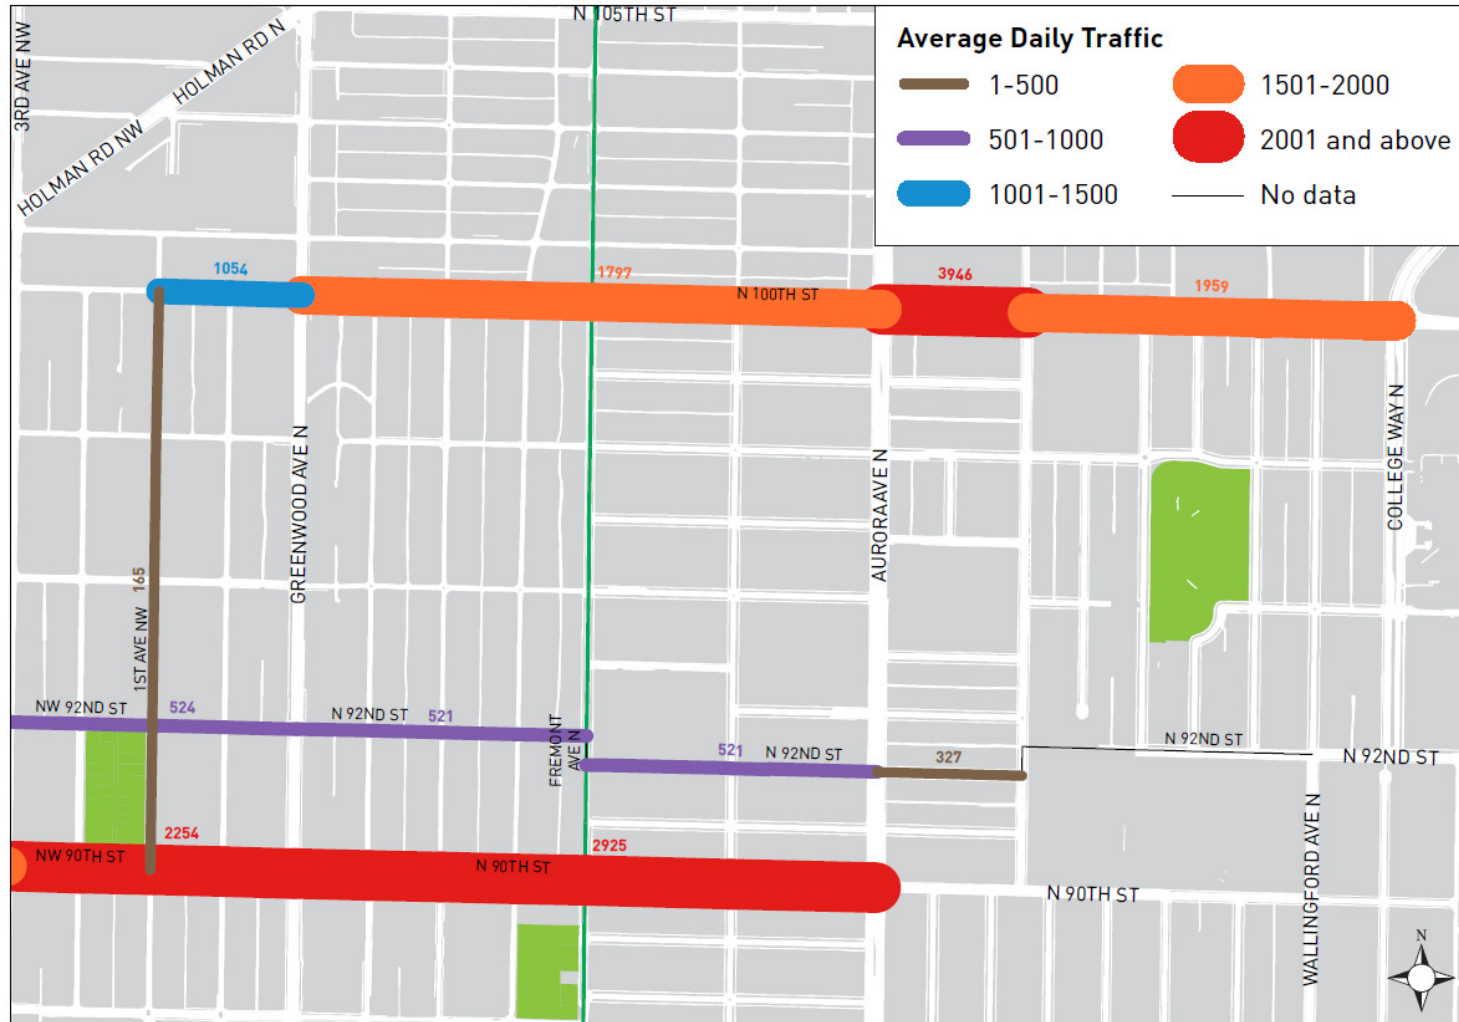 N 105TH ST
3RD AVE NW
HOLMAN RD N
HOLMAN RD NW
Average Daily Traffic
1-500
501-1000
1001-1500
1501-2000
2001 and above
No data
1054
1797
N 100TH ST
3946
1959
GREENWOOD AVE N
AURORAAVE N
COLLEGE WAY N
165
1ST AVE NW
NW 92ND ST
524
N 92ND ST
521
FREMONT
AVE N
521
N 92ND ST
327
N 92ND ST
N 92ND ST
2254
NW 90TH ST
N 90TH ST
2925
N 90TH ST
WALLINGFORD AVE N
N